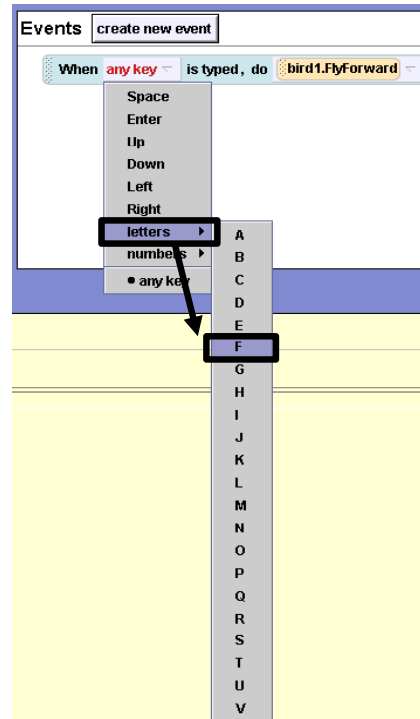 Events create new event
When any key is typed, do bird1.FlyForward
Space
Enter
Up
Down
Left
Right
letters
numbers
any key
A
B
C
D
E
F
G
H
I
J
K
L
M
N
O
P
Q
R
S
T
U
V